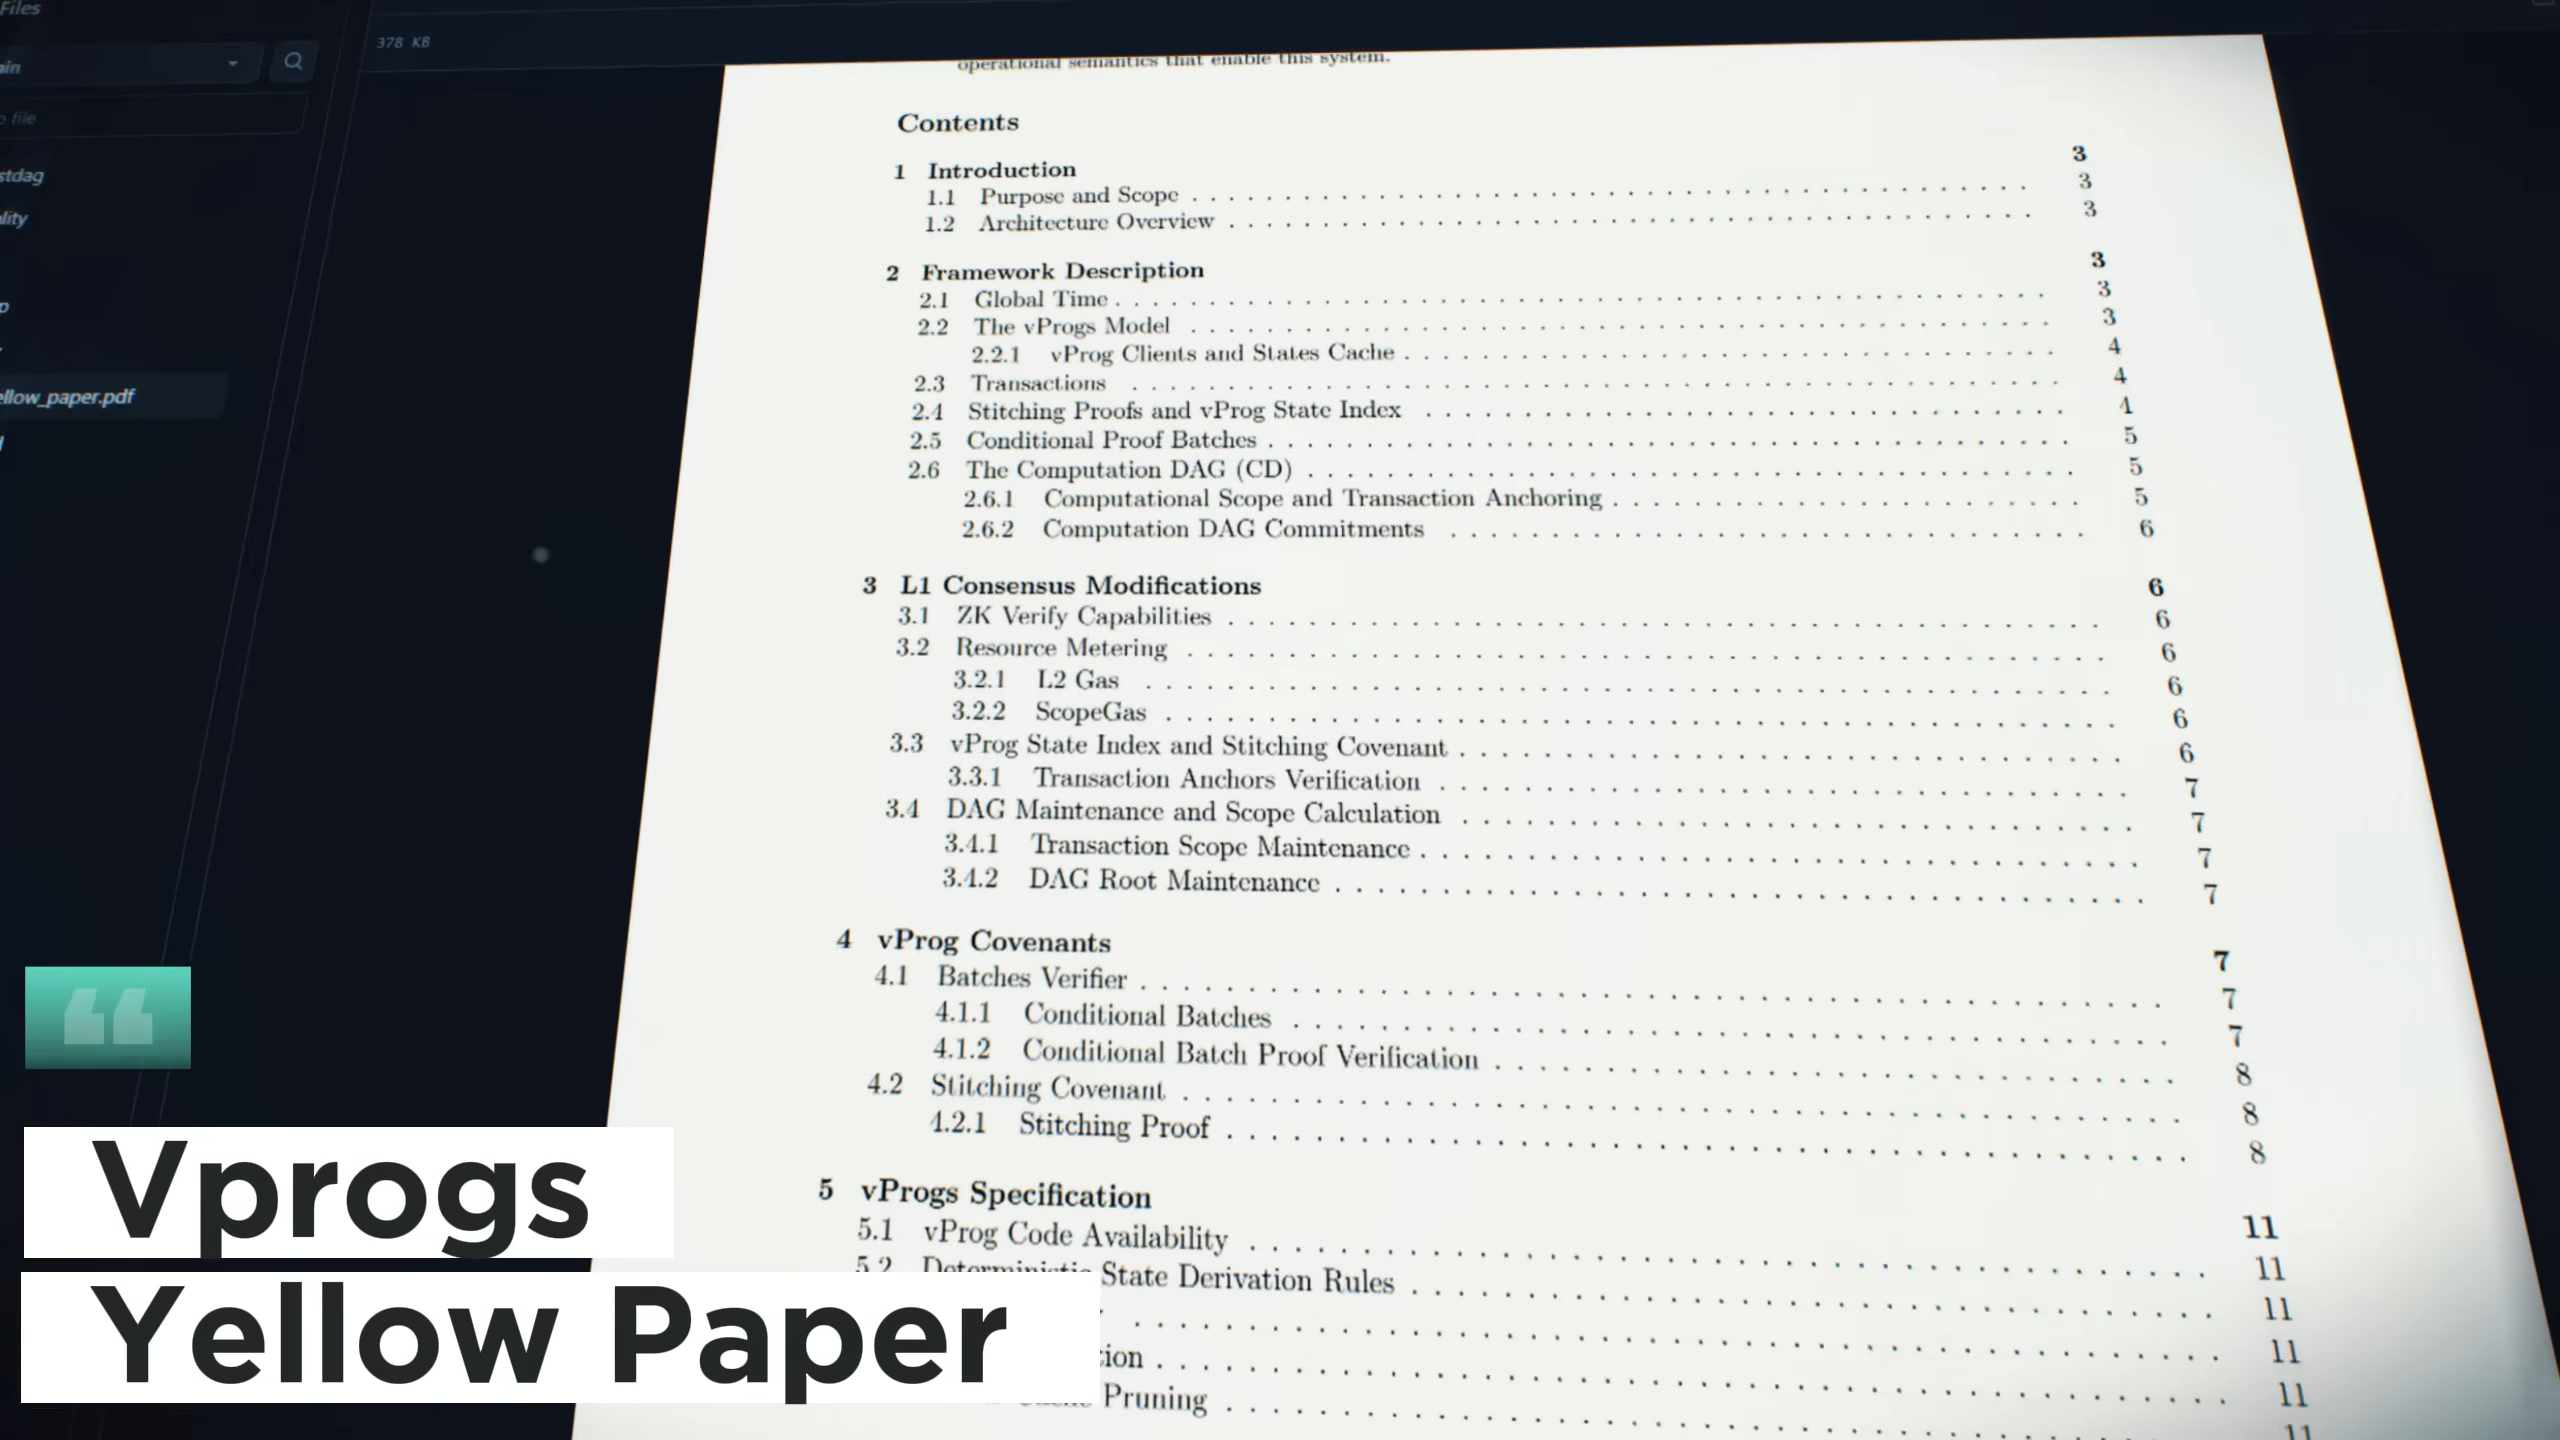 Files
378 KB
ain
o file
stdag
ality
p
ellow_paper.pdf
operational semantics that enable this system.
Contents
1 Introduction 3
1.1 Purpose and Scope 3
1.2 Architecture Overview 3
2 Framework Description 3
2.1 Global Time 3
2.2 The vProgs Model 3
2.2.1 vProg Clients and States Cache 4
2.3 Transactions 4
2.4 Stitching Proofs and vProg State Index 4
2.5 Conditional Proof Batches 5
2.6 The Computation DAG (CD) 5
2.6.1 Computational Scope and Transaction Anchoring 5
2.6.2 Computation DAG Commitments 6
3 L1 Consensus Modifications 6
3.1 ZK Verify Capabilities 6
3.2 Resource Metering 6
3.2.1 L2 Gas 6
3.2.2 ScopeGas 6
3.3 vProg State Index and Stitching Covenant 6
3.3.1 Transaction Anchors Verification 7
3.4 DAG Maintenance and Scope Calculation 7
3.4.1 Transaction Scope Maintenance 7
3.4.2 DAG Root Maintenance 7
4 vProg Covenants 7
4.1 Batches Verifier 7
4.1.1 Conditional Batches 7
4.1.2 Conditional Batch Proof Verification 8
4.2 Stitching Covenant 8
4.2.1 Stitching Proof 8
5 vProgs Specification 11
5.1 vProg Code Availability 11
5.2 Deterministic State Derivation Rules 11
11
tion 11
Pruning 11
Vprogs
Yellow Paper